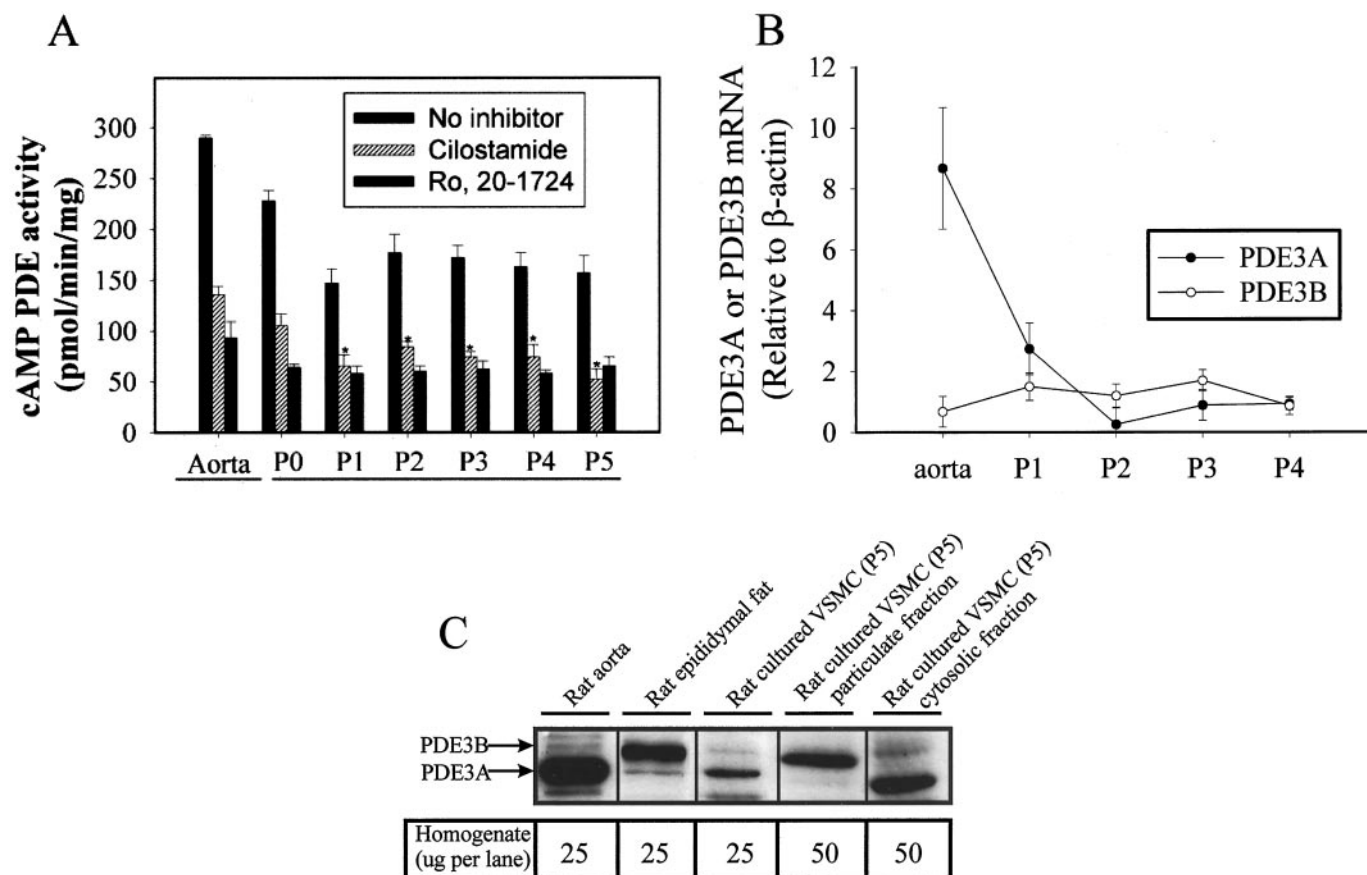 A
cAMP PDE activity
(pmol/min/mg)
300
250
200
150
100
50
0
No inhibitor
Cilostamide
Ro, 20-1724
* * * * *
Aorta P0 P1 P2 P3 P4 P5
B
PDE3A or PDE3B mRNA
(Relative to β-actin)
12
10
8
6
4
2
0
PDE3A
PDE3B
aorta P1 P2 P3 P4
C
Rat aorta
Rat epididymal fat
Rat cultured VSMC (P5)
Rat cultured VSMC (P5)
particulate fraction
Rat cultured VSMC (P5)
cytosolic fraction
PDE3B
PDE3A
Homogenate
(ug per lane)
25 25 25 50 50